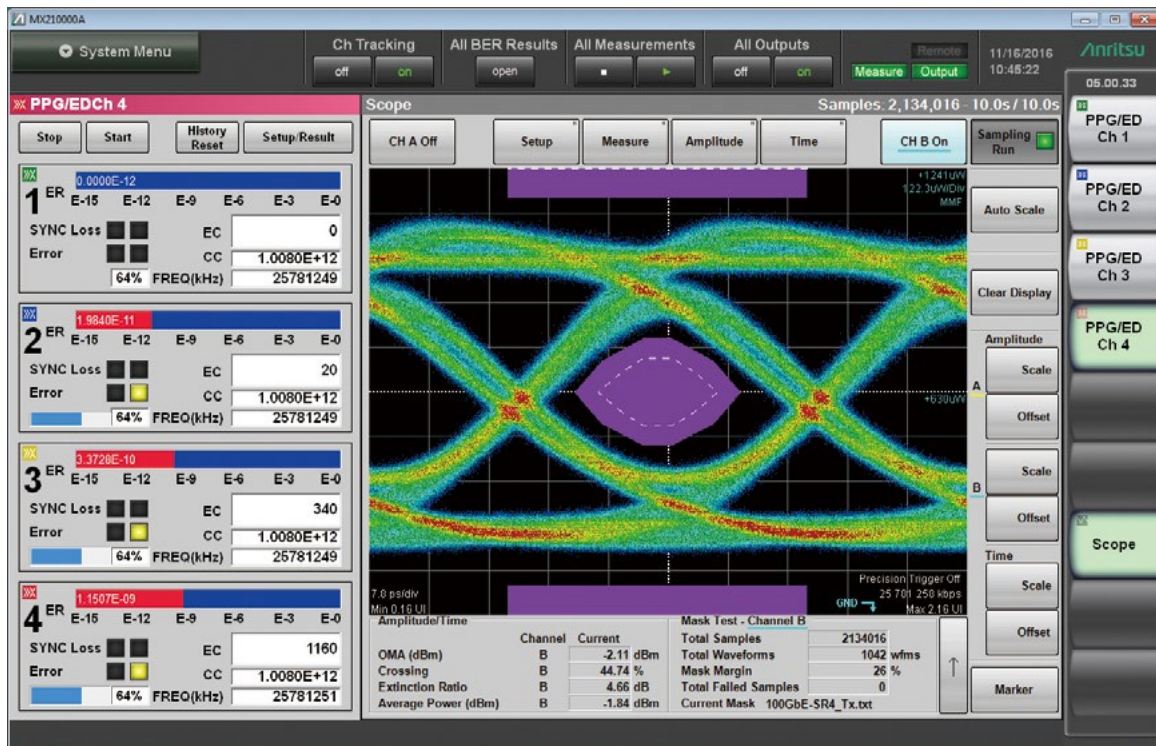 MX210000A
System Menu
Ch Tracking
off on
All BER Results
open
All Measurements
All Outputs
off on
Remote
Measure Output
11/16/2016
10:45:22
Anritsu
05.00.33
PPG/EDCh 4
Stop Start History Reset Setup/Result
1 ER 0.0000E-12
E-15 E-12 E-9 E-6 E-3 E-0
SYNC Loss EC 0
Error CC 1.0080E+12
64% FREQ(kHz) 25781249
2 ER 1.9840E-11
E-15 E-12 E-9 E-6 E-3 E-0
SYNC Loss EC 20
Error CC 1.0080E+12
64% FREQ(kHz) 25781249
3 ER 3.3728E-10
E-15 E-12 E-9 E-6 E-3 E-0
SYNC Loss EC 340
Error CC 1.0080E+12
64% FREQ(kHz) 25781249
4 ER 1.1507E-09
E-15 E-12 E-9 E-6 E-3 E-0
SYNC Loss EC 1160
Error CC 1.0080E+12
64% FREQ(kHz) 25781251
Scope Samples: 2,134,016 - 10.0s/10.0s
CH A Off Setup Measure Amplitude Time CH B On Sampling Run
+1241uW
122.3uW/Div
MMF
+630uW
Precision Trigger Off
7.8 ps/div 25 781 250 kbps
Min 0.16 UI GND Max 2.16 UI
Amplitude/Time
Channel Current
OMA (dBm) B -2.11 dBm
Crossing B 44.74 %
Extinction Ratio B 4.66 dB
Average Power (dBm) B -1.84 dBm
Mask Test - Channel B
Total Samples 2134016
Total Waveforms 1042 wfms
Mask Margin 26 %
Total Failed Samples 0
Current Mask 100GbE-SR4_Tx.txt
Auto Scale
Clear Display
Amplitude
A
Scale
Offset
B
Scale
Offset
Time
Scale
Offset
Marker
PPG/ED
Ch 1
PPG/ED
Ch 2
PPG/ED
Ch 3
PPG/ED
Ch 4
Scope